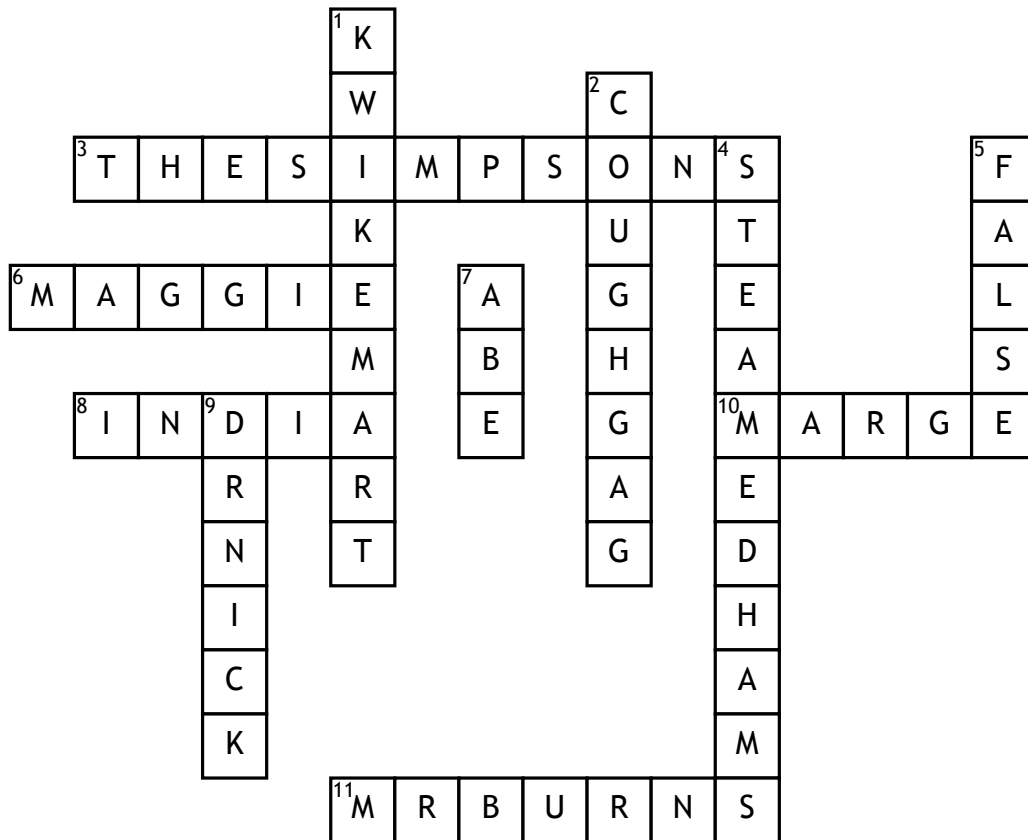 1 K
W 2 C
3 T H E S I M P S O N 4 S 5 F
K U T A
6 M A G G I E 7 A G E L
M B H A S
8 I N 9 D I A E G 10 M A R G E
R R A E
N T G D
I H
C A
K M
11 M R B U R N S